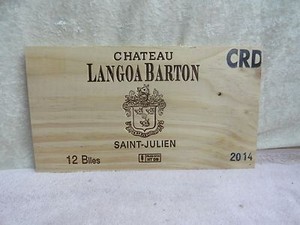 CHATEAU
CRD
LANGOA BARTON
SAINT-JULIEN
12 Btles
2014